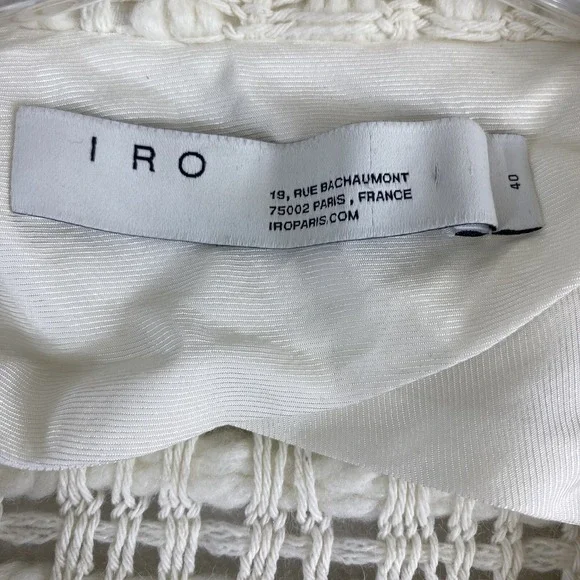 IRO
19, RUE BACHAUMONT
75002 PARIS , FRANCE
IROPARIS.COM
40